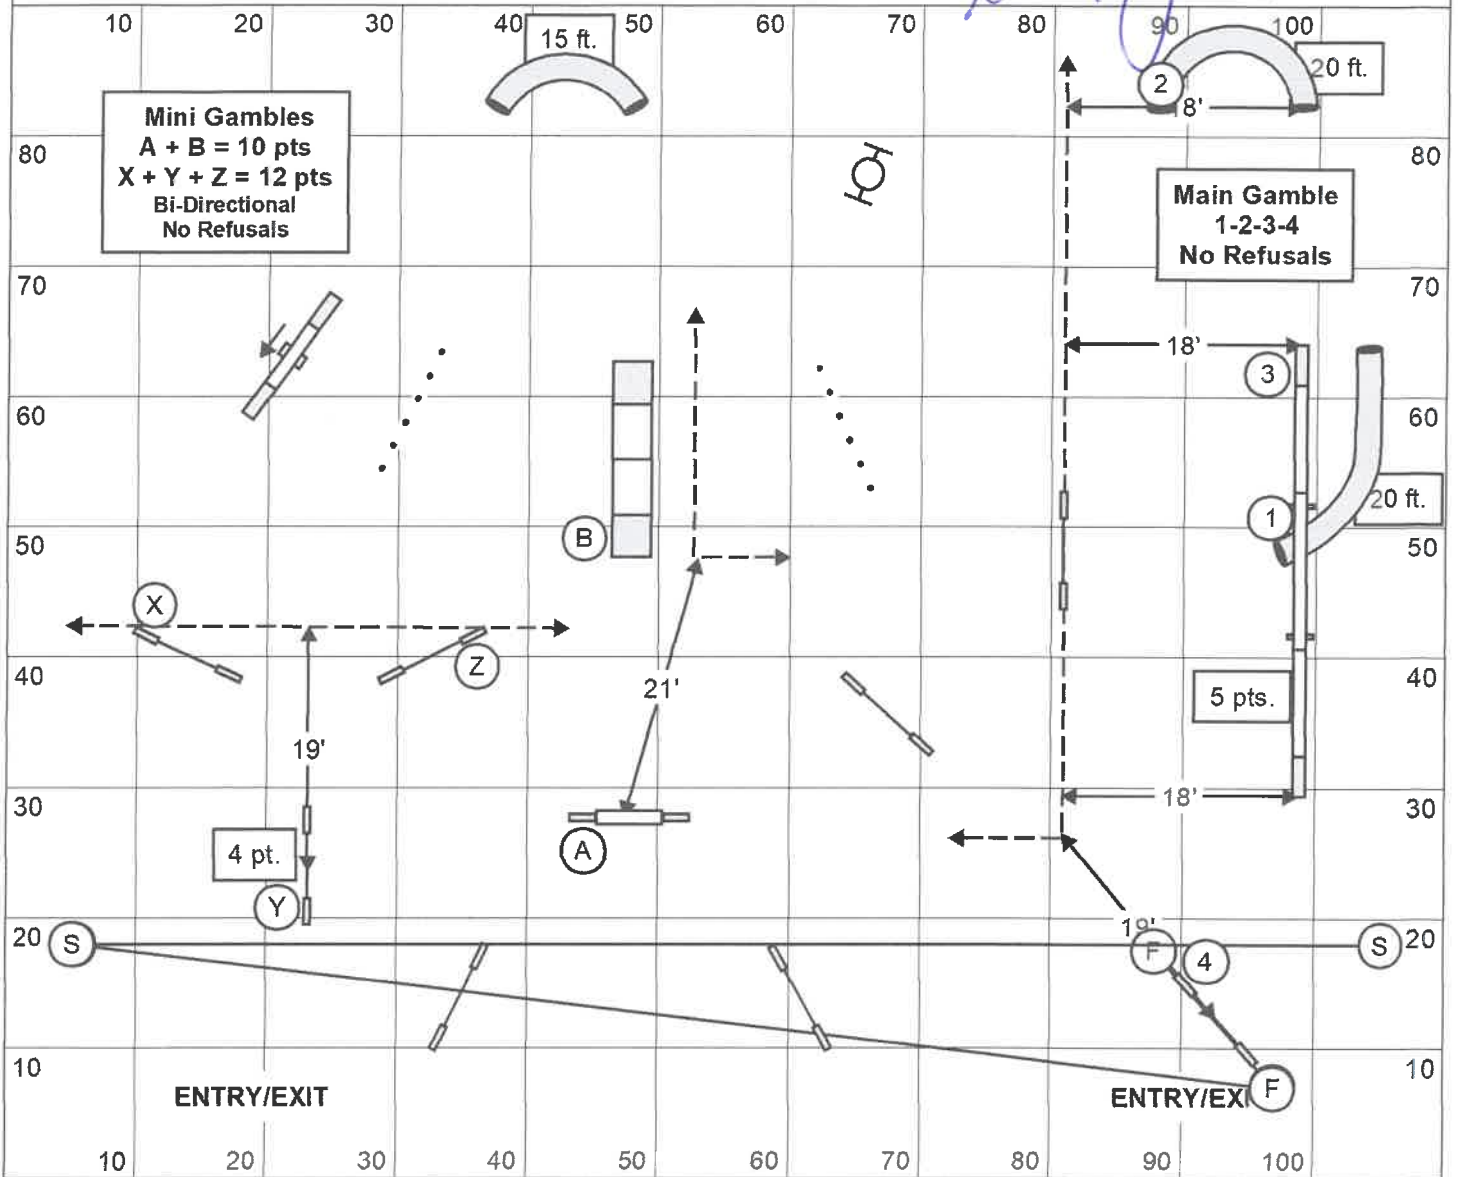 10 20 30 40 50 60 70 80 90 100
15 ft.
20 ft.
2
8'
Mini Gambles
A + B = 10 pts
X + Y + Z = 12 pts
Bi-Directional
No Refusals
80 80
Main Gamble
1-2-3-4
No Refusals
70 70
18'
3
60 60
20 ft.
1
B
50 50
X
Z
40 40
21'
5 pts.
19'
30 18' 30
4 pt.
A
Y
19'
20 S F 4 S 20
10 10
F
ENTRY/EXIT ENTRY/EXI
10 20 30 40 50 60 70 80 90 100